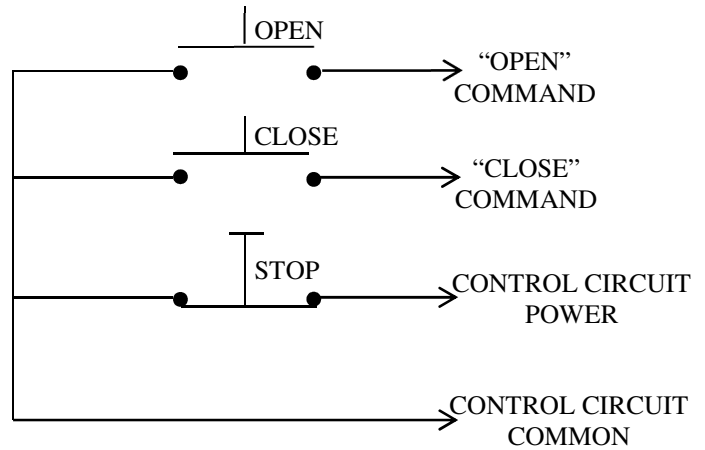 OPEN
“OPEN”
COMMAND
CLOSE
“CLOSE”
COMMAND
STOP
CONTROL CIRCUIT
POWER
CONTROL CIRCUIT
COMMON